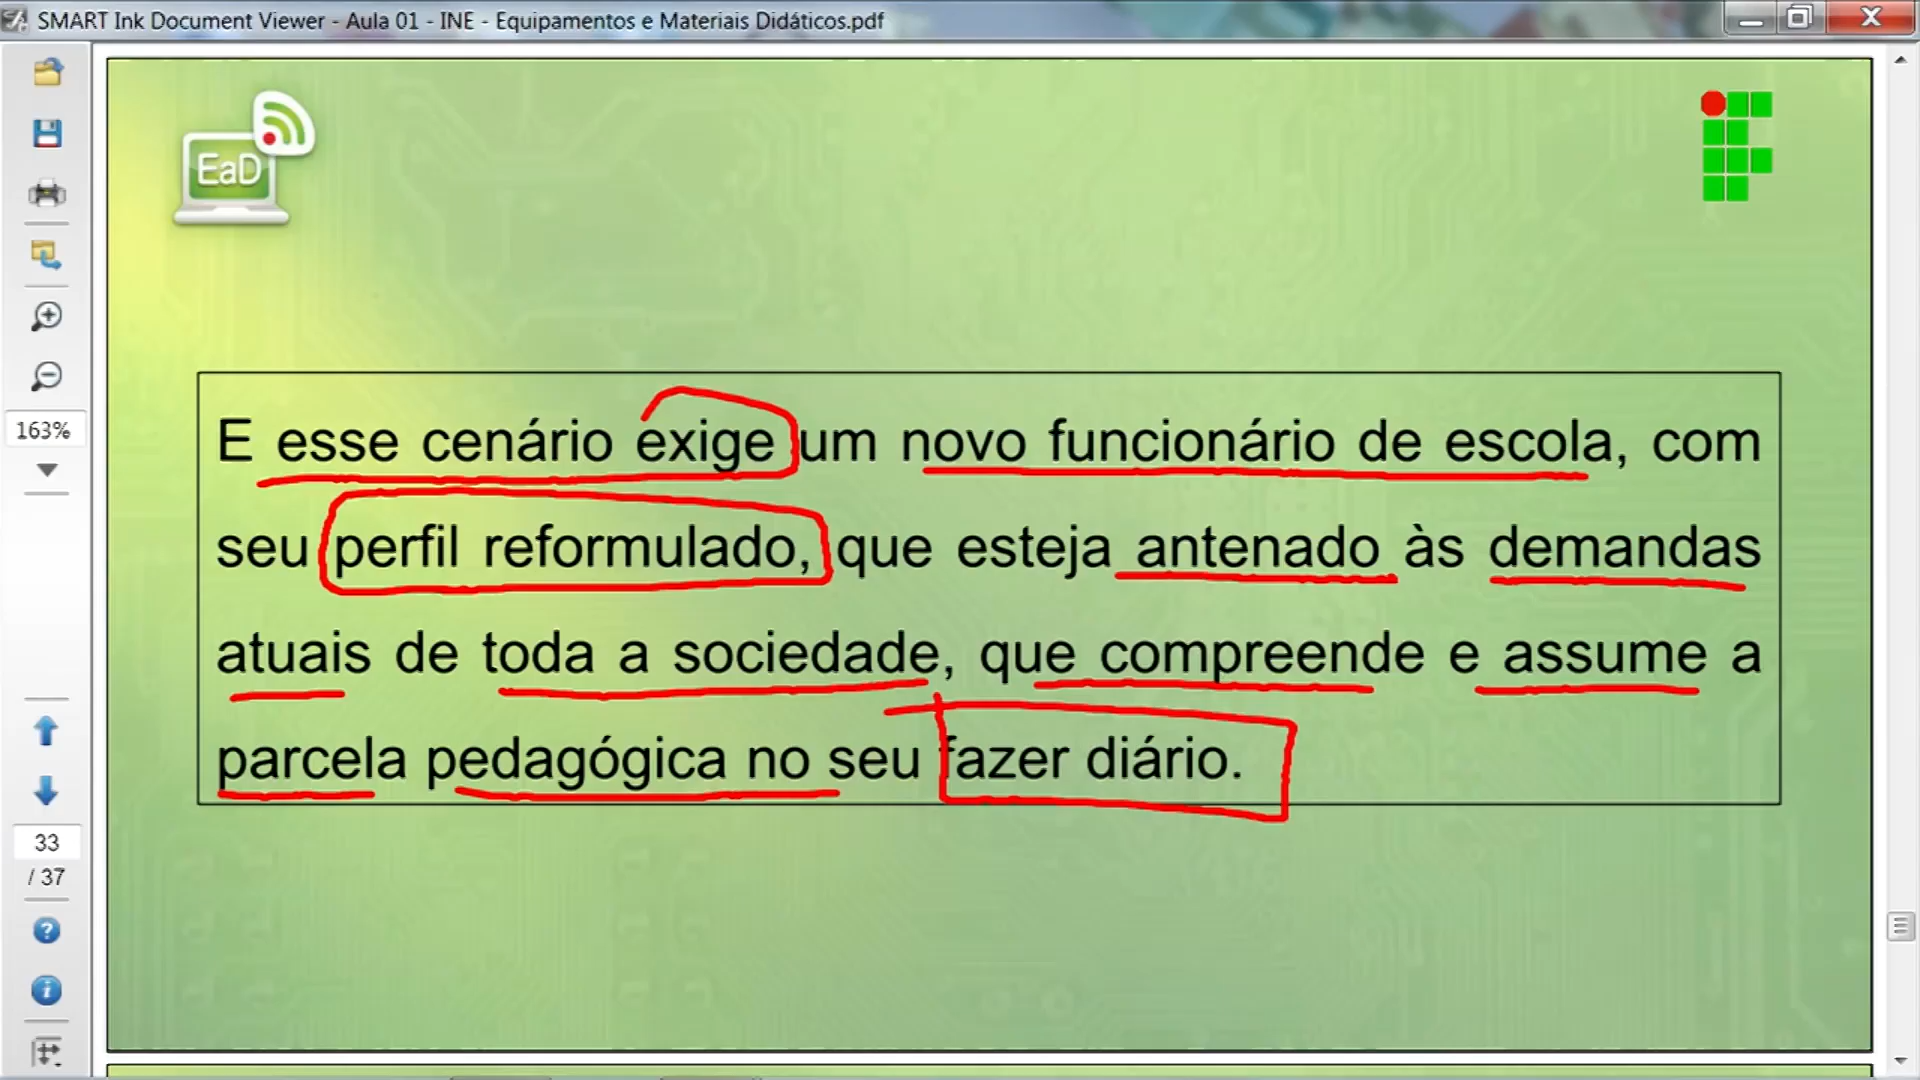 SMART Ink Document Viewer - Aula 01 - INE - Equipamentos e Materiais Didáticos.pdf
EaD
163%
E esse cenário exige um novo funcionário de escola, com
seu perfil reformulado, que esteja antenado às demandas
atuais de toda a sociedade, que compreende e assume a
parcela pedagógica no seu fazer diário.
33
/ 37